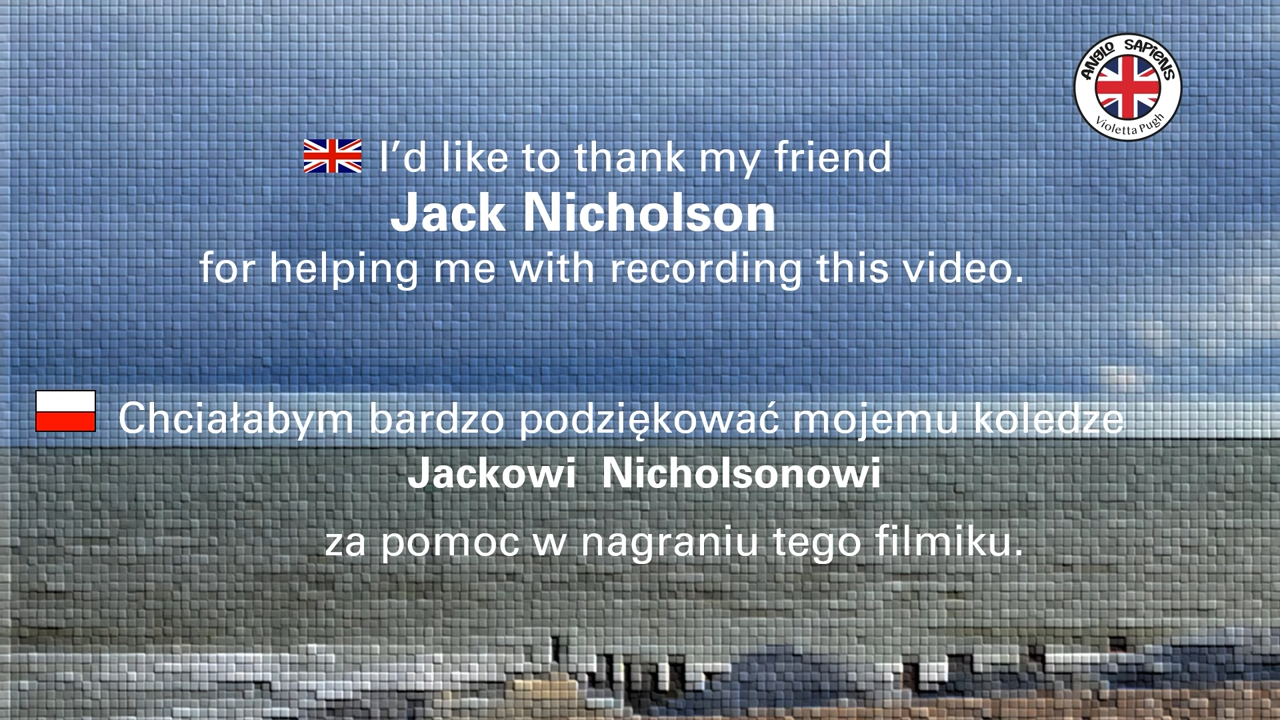 ANGLO SAPIENS
Violetta Pugh
I'd like to thank my friend
Jack Nicholson
for helping me with recording this video.
Chciałabym bardzo podziękować mojemu koledze
Jackowi Nicholsonowi
za pomoc w nagraniu tego filmiku.